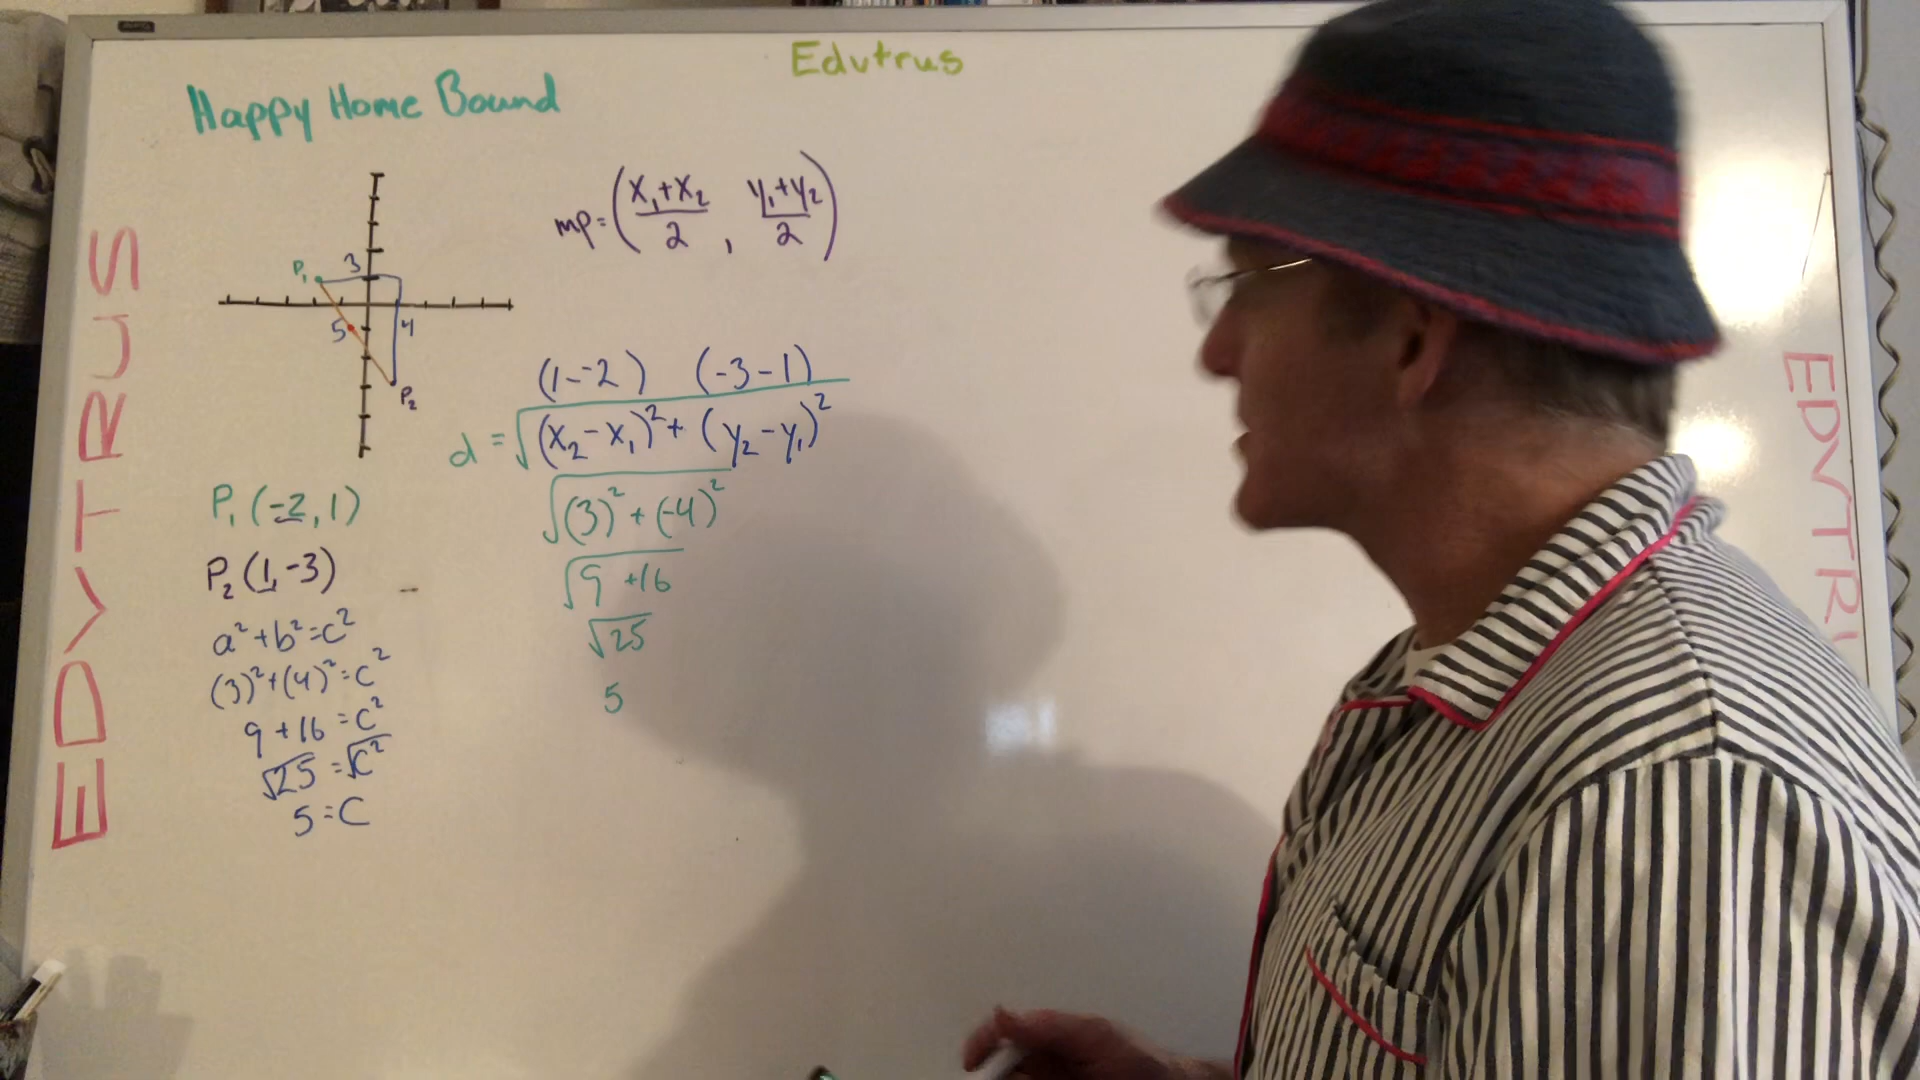 Edvtrus
Happy Home Bound
mp=(x₁+x₂/2, y₁+y₂/2)
P₁
3
5
4
P₂
(1--2) (-3-1)
d=√(x₂-x₁)²+(y₂-y₁)²
√(3)²+(-4)²
√9+16
√25
5
P₁(-2,1)
P₂(1,-3)
a²+b²=c²
(3)²+(4)²=c²
9+16=c²
√25=√c²
5=C
EDVTRUS
EDVTRU